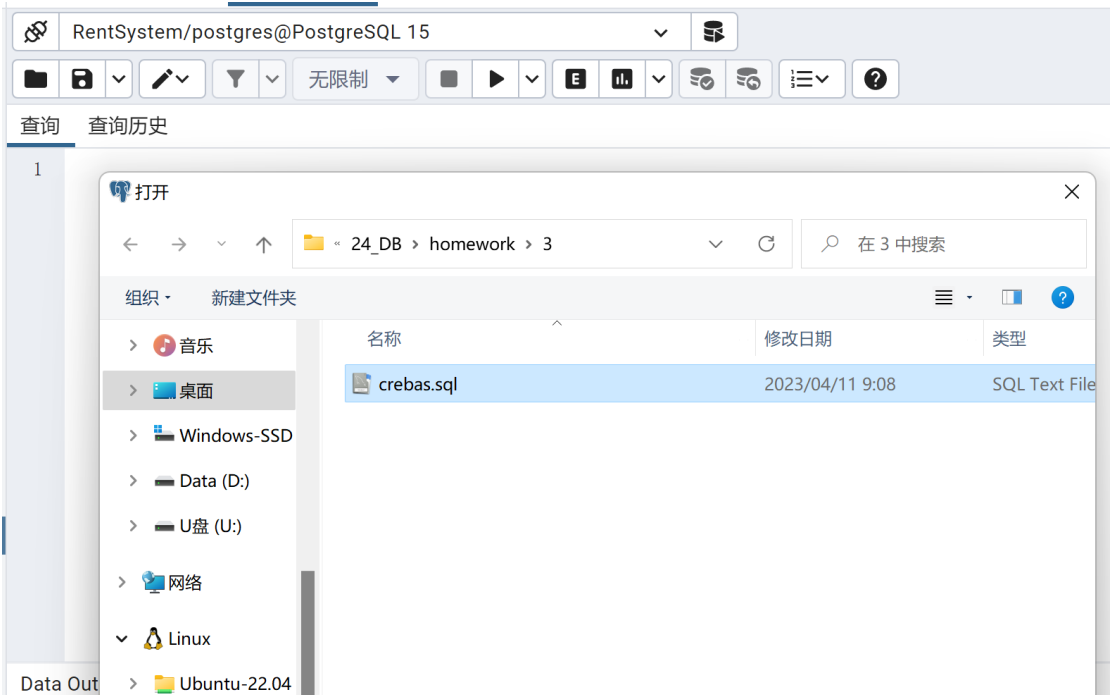 RentSystem/postgres@PostgreSQL 15
无限制
E
查询 查询历史
1
打开
« 24_DB > homework > 3
在 3 中搜索
组织 新建文件夹
名称 修改日期 类型
音乐
crebas.sql 2023/04/11 9:08 SQL Text File
桌面
Windows-SSD
Data (D:)
U盘 (U:)
网络
Linux
Ubuntu-22.04
Data Out